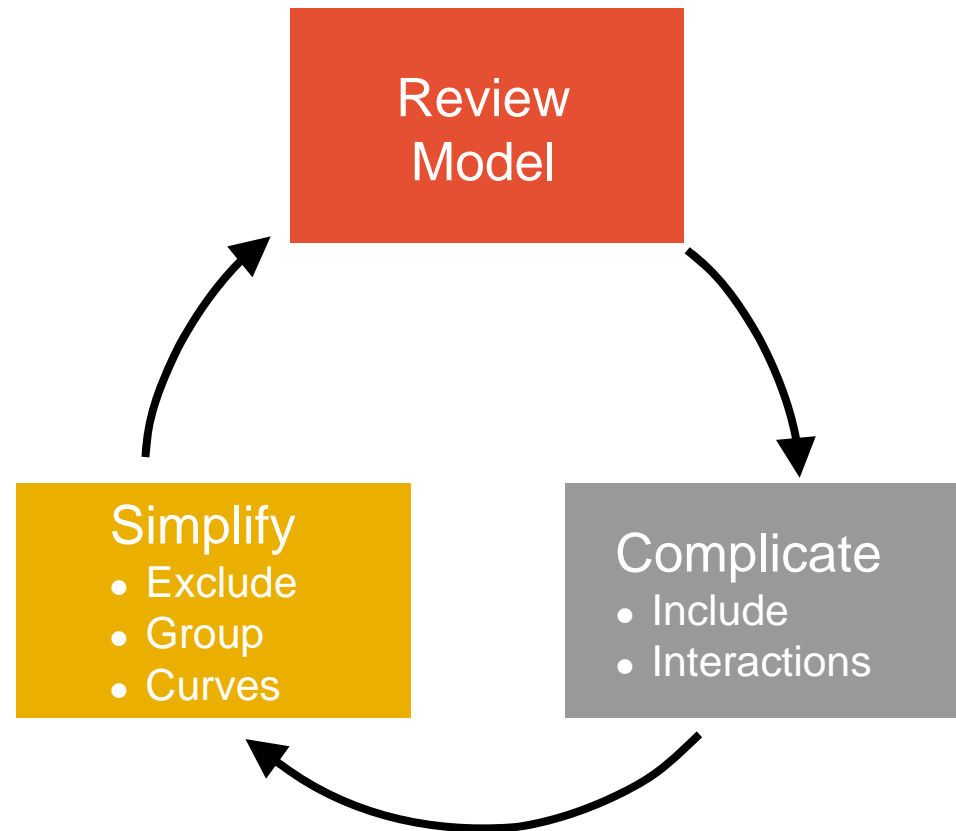 Review
Model
Simplify
● Exclude
● Group
● Curves
Complicate
● Include
● Interactions